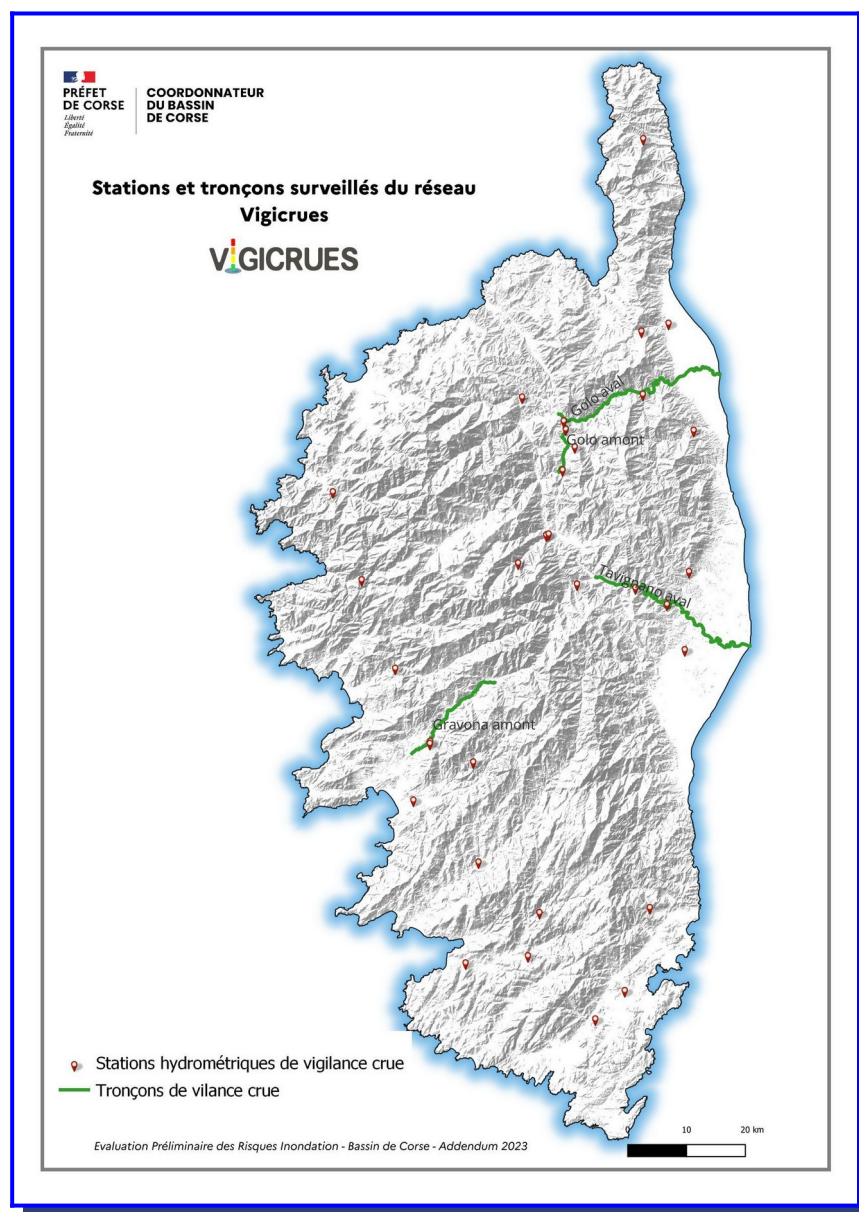 PRÉFET
DE CORSE
Liberté
Égalité
Fraternité
COORDONNATEUR
DU BASSIN
DE CORSE
Stations et tronçons surveillés du réseau
Vigicrues
VIGICRUES
Golo aval
Golo amont
Tavignano aval
Gravona amont
Stations hydrométriques de vigilance crue
Tronçons de vilance crue
Evaluation Préliminaire des Risques Inondation - Bassin de Corse - Addendum 2023
0 10 20 km